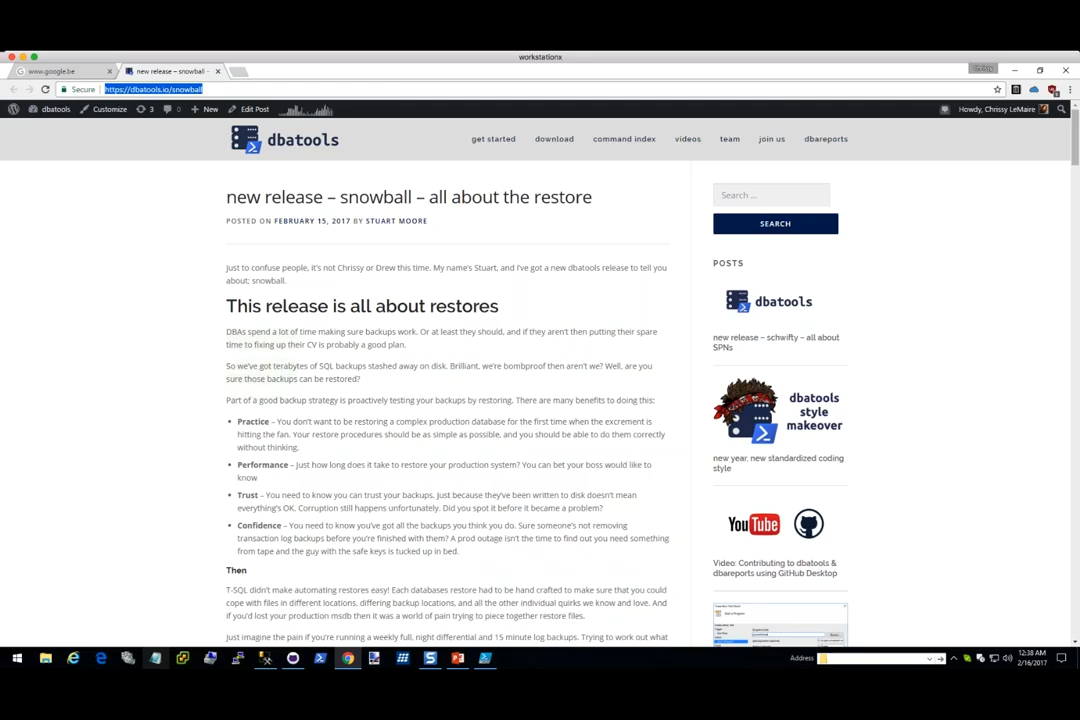 workstationx
www.google.be
new release – snowball –
Chrissy
Secure
https://dbatools.io/snowball
dbatools
Customize
3
0
New
Edit Post
Howdy, Chrissy LeMaire
dbatools
get started
download
command index
videos
team
join us
dbareports
new release – snowball – all about the restore
POSTED ON FEBRUARY 15, 2017 BY STUART MOORE
Just to confuse people, it's not Chrissy or Drew this time. My name's Stuart, and I've got a new dbatools release to tell you
about; snowball.
This release is all about restores
DBAs spend a lot of time making sure backups work. Or at least they should, and if they aren't then putting their spare
time to fixing up their CV is probably a good plan.
So we've got terabytes of SQL backups stashed away on disk. Brilliant, we're bombproof then aren't we? Well, are you
sure those backups can be restored?
Part of a good backup strategy is proactively testing your backups by restoring. There are many benefits to doing this:
• Practice – You don't want to be restoring a complex production database for the first time when the excrement is
hitting the fan. Your restore procedures should be as simple as possible, and you should be able to do them correctly
without thinking.
• Performance – Just how long does it take to restore your production system? You can bet your boss would like to
know
• Trust – You need to know you can trust your backups. Just because they've been written to disk doesn't mean
everything's OK. Corruption still happens unfortunately. Did you spot it before it became a problem?
• Confidence – You need to know you've got all the backups you think you do. Sure someone's not removing
transaction log backups before you're finished with them? A prod outage isn't the time to find out you need something
from tape and the guy with the safe keys is tucked up in bed.
Then
T-SQL didn't make automating restores easy! Each databases restore had to be hand crafted to make sure that you could
cope with files in different locations, differing backup locations, and all the other individual quirks we know and love. And
if you'd lost your production msdb then it was a world of pain trying to piece together restore files.
Just imagine the pain if you're running a weekly full, night differential and 15 minute log backups. Trying to work out what
Search ...
SEARCH
POSTS
dbatools
new release – schwifty – all about
SPNs
dbatools
style
makeover
new year, new standardized coding
style
YouTube
Video: Contributing to dbatools &
dbareports using GitHub Desktop
Address
12:38 AM
2/16/2017